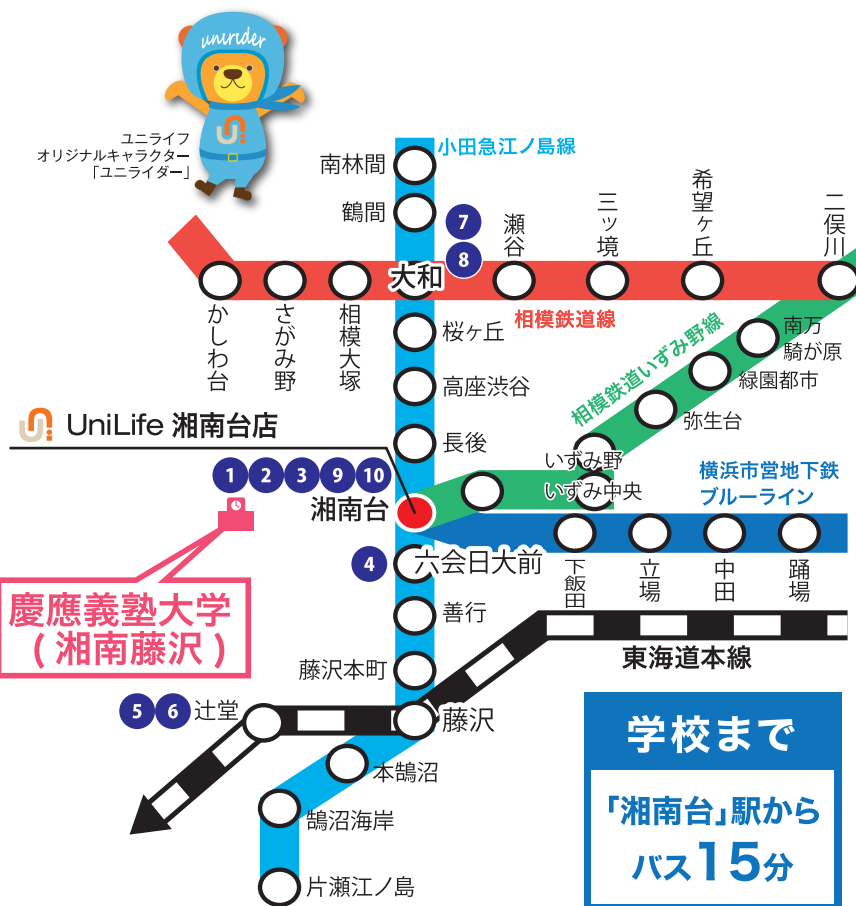 unirider
ユニライフ
オリジナルキャラクター
「ユニライダー」
小田急江ノ島線
南林間
鶴間
7
8
瀬谷
三ッ境
希望ヶ丘
二俣川
大和
かしわ台
さがみ野
相模大塚
相模鉄道線
桜ヶ丘
高座渋谷
長後
相模鉄道いずみ野線
南万
騎が原
緑園都市
弥生台
いずみ野
いずみ中央
UniLife 湘南台店
1 2 3 9 10
湘南台
横浜市営地下鉄
ブルーライン
4
六会日大前
下飯田
立場
中田
踊場
慶應義塾大学
(湘南藤沢)
善行
藤沢本町
東海道本線
5 6 辻堂
藤沢
本鵠沼
鵠沼海岸
片瀬江ノ島
学校まで
「湘南台」駅から
バス15分